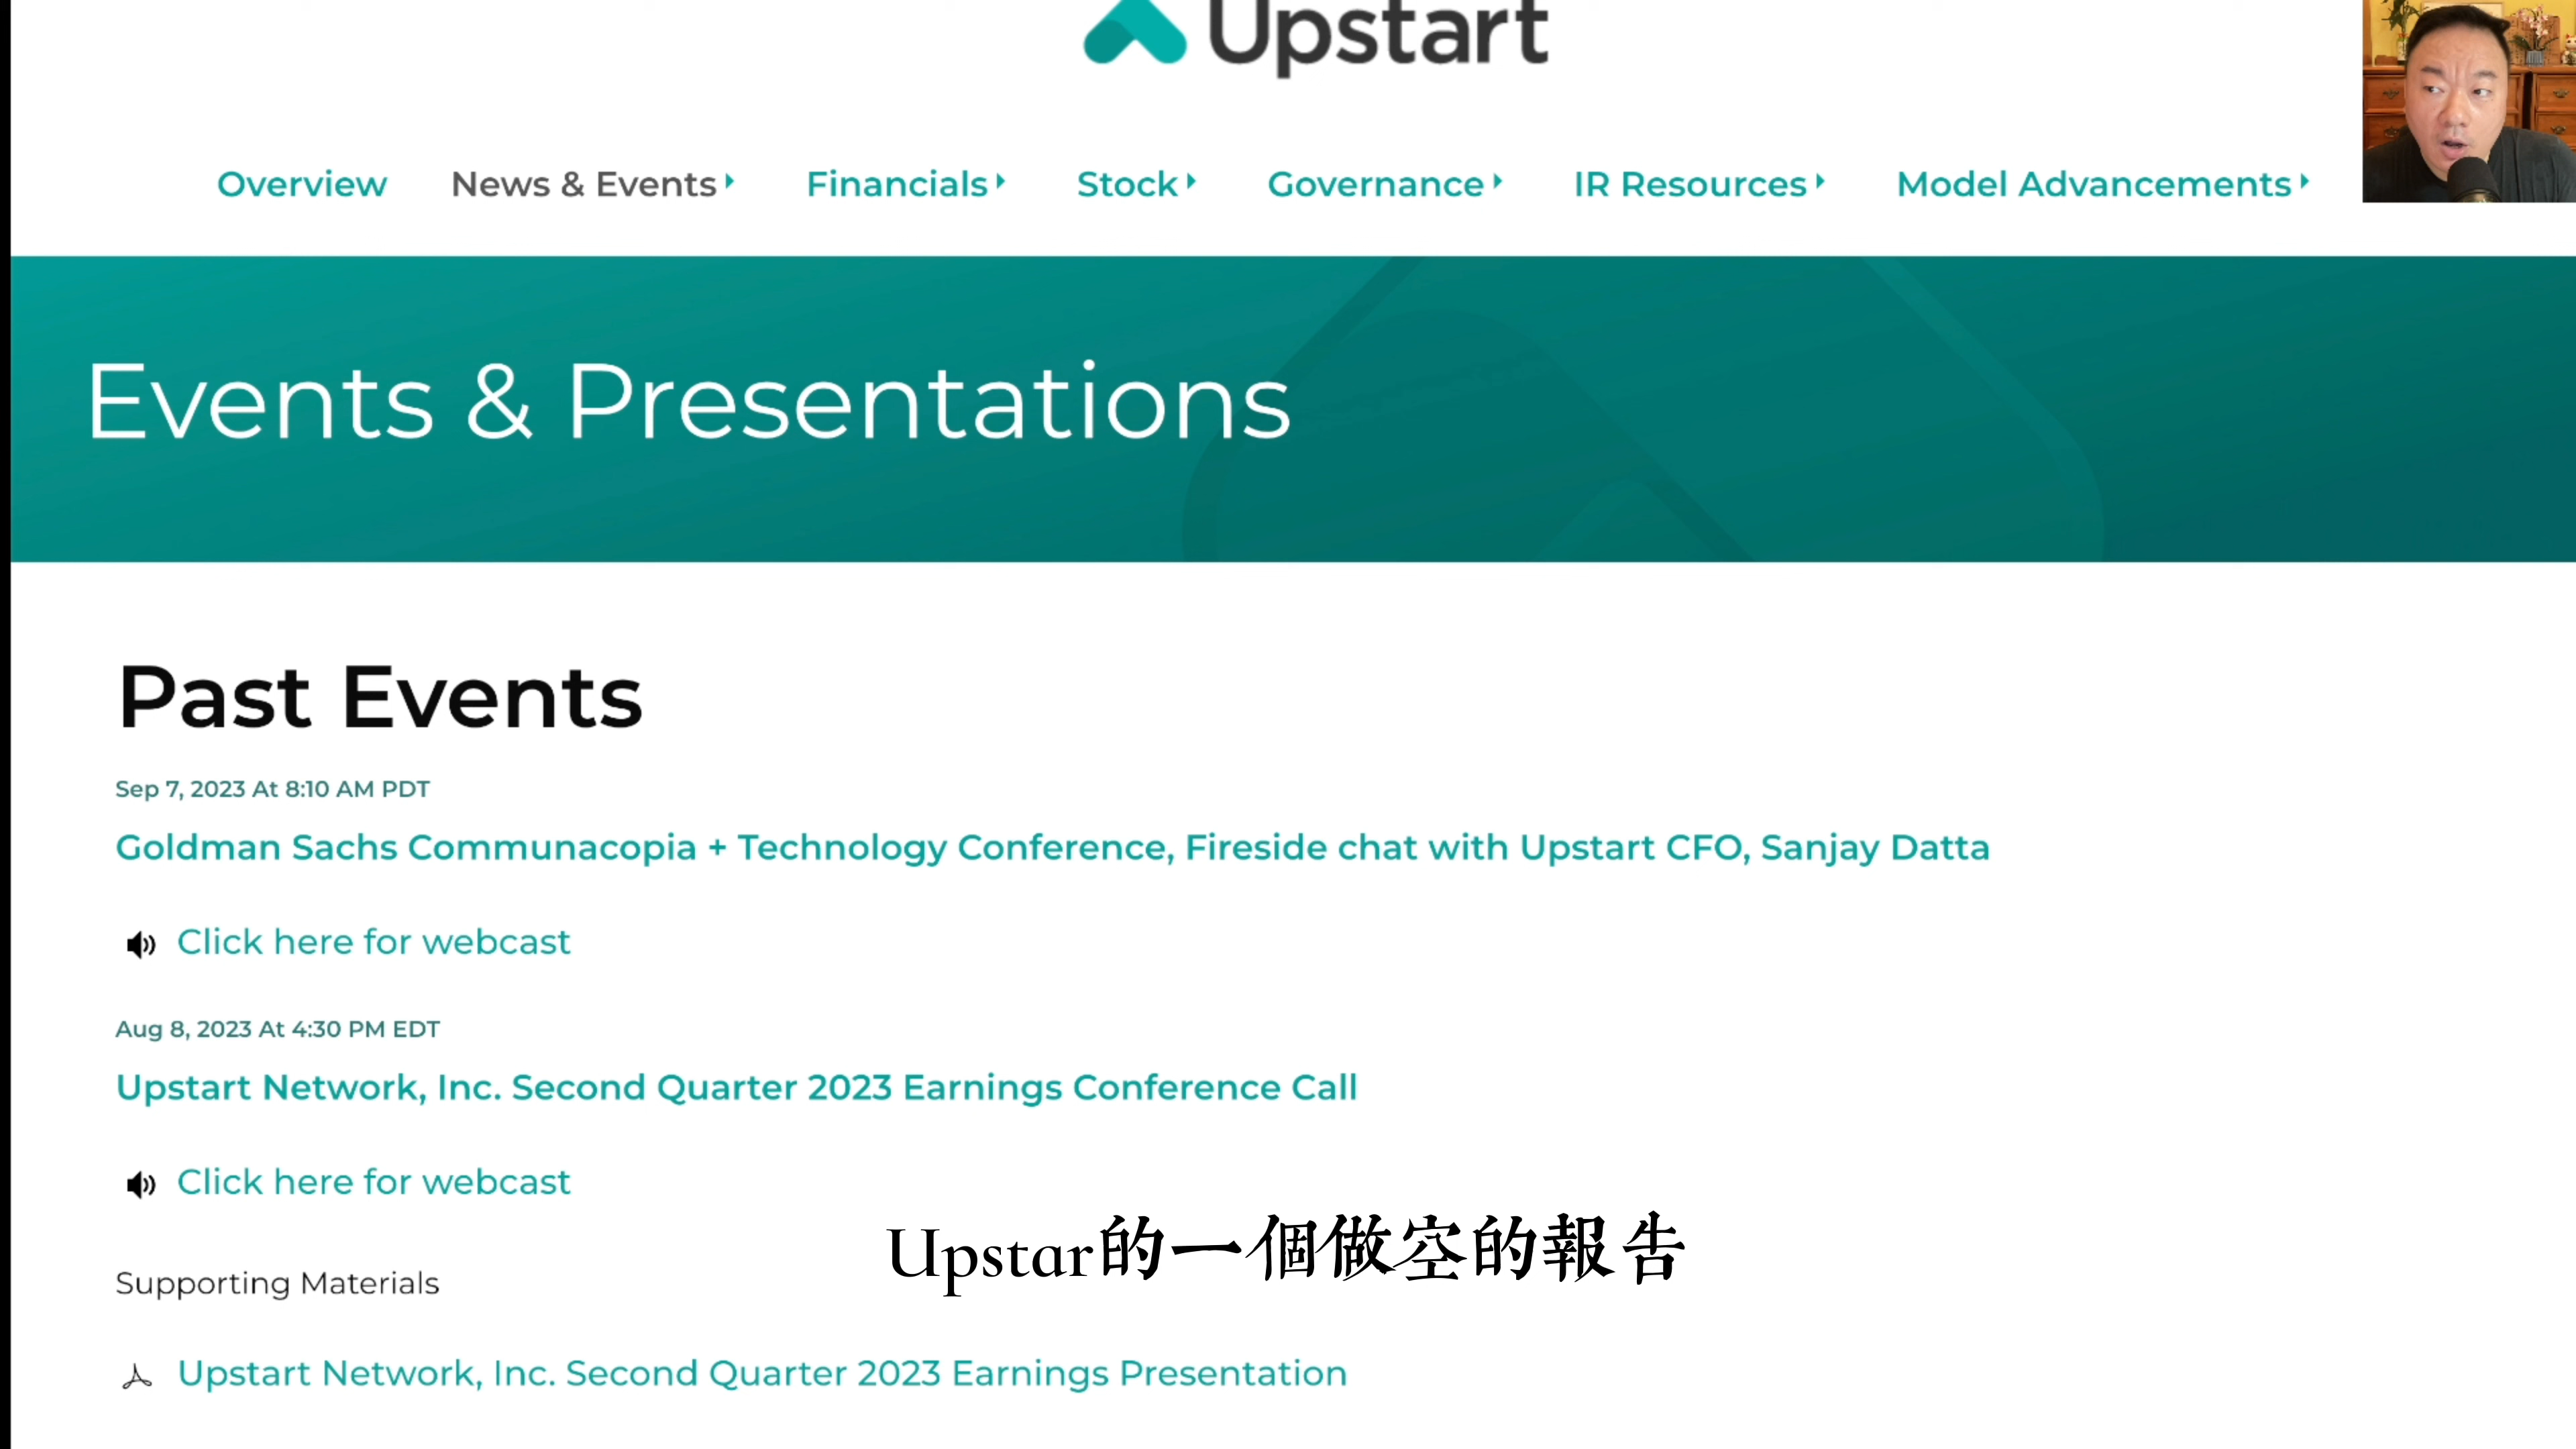 Upstart
Overview
News & Events
Financials
Stock
Governance
IR Resources
Model Advancements
Events & Presentations
Past Events
Sep 7, 2023 At 8:10 AM PDT
Goldman Sachs Communacopia + Technology Conference, Fireside chat with Upstart CFO, Sanjay Datta
Click here for webcast
Aug 8, 2023 At 4:30 PM EDT
Upstart Network, Inc. Second Quarter 2023 Earnings Conference Call
Click here for webcast
Upstar的一個做空的報告
Supporting Materials
Upstart Network, Inc. Second Quarter 2023 Earnings Presentation